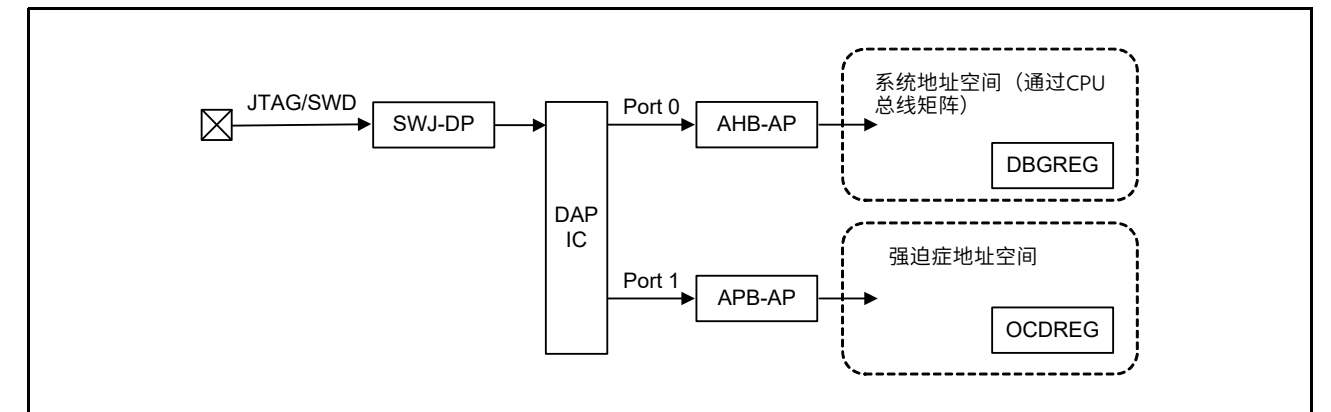 JTAG/SWD
SWJ-DP
DAP
IC
Port 0
AHB-AP
系统地址空间（通过CPU
总线矩阵）
DBGREG
Port 1
APB-AP
强迫症地址空间
OCDREG